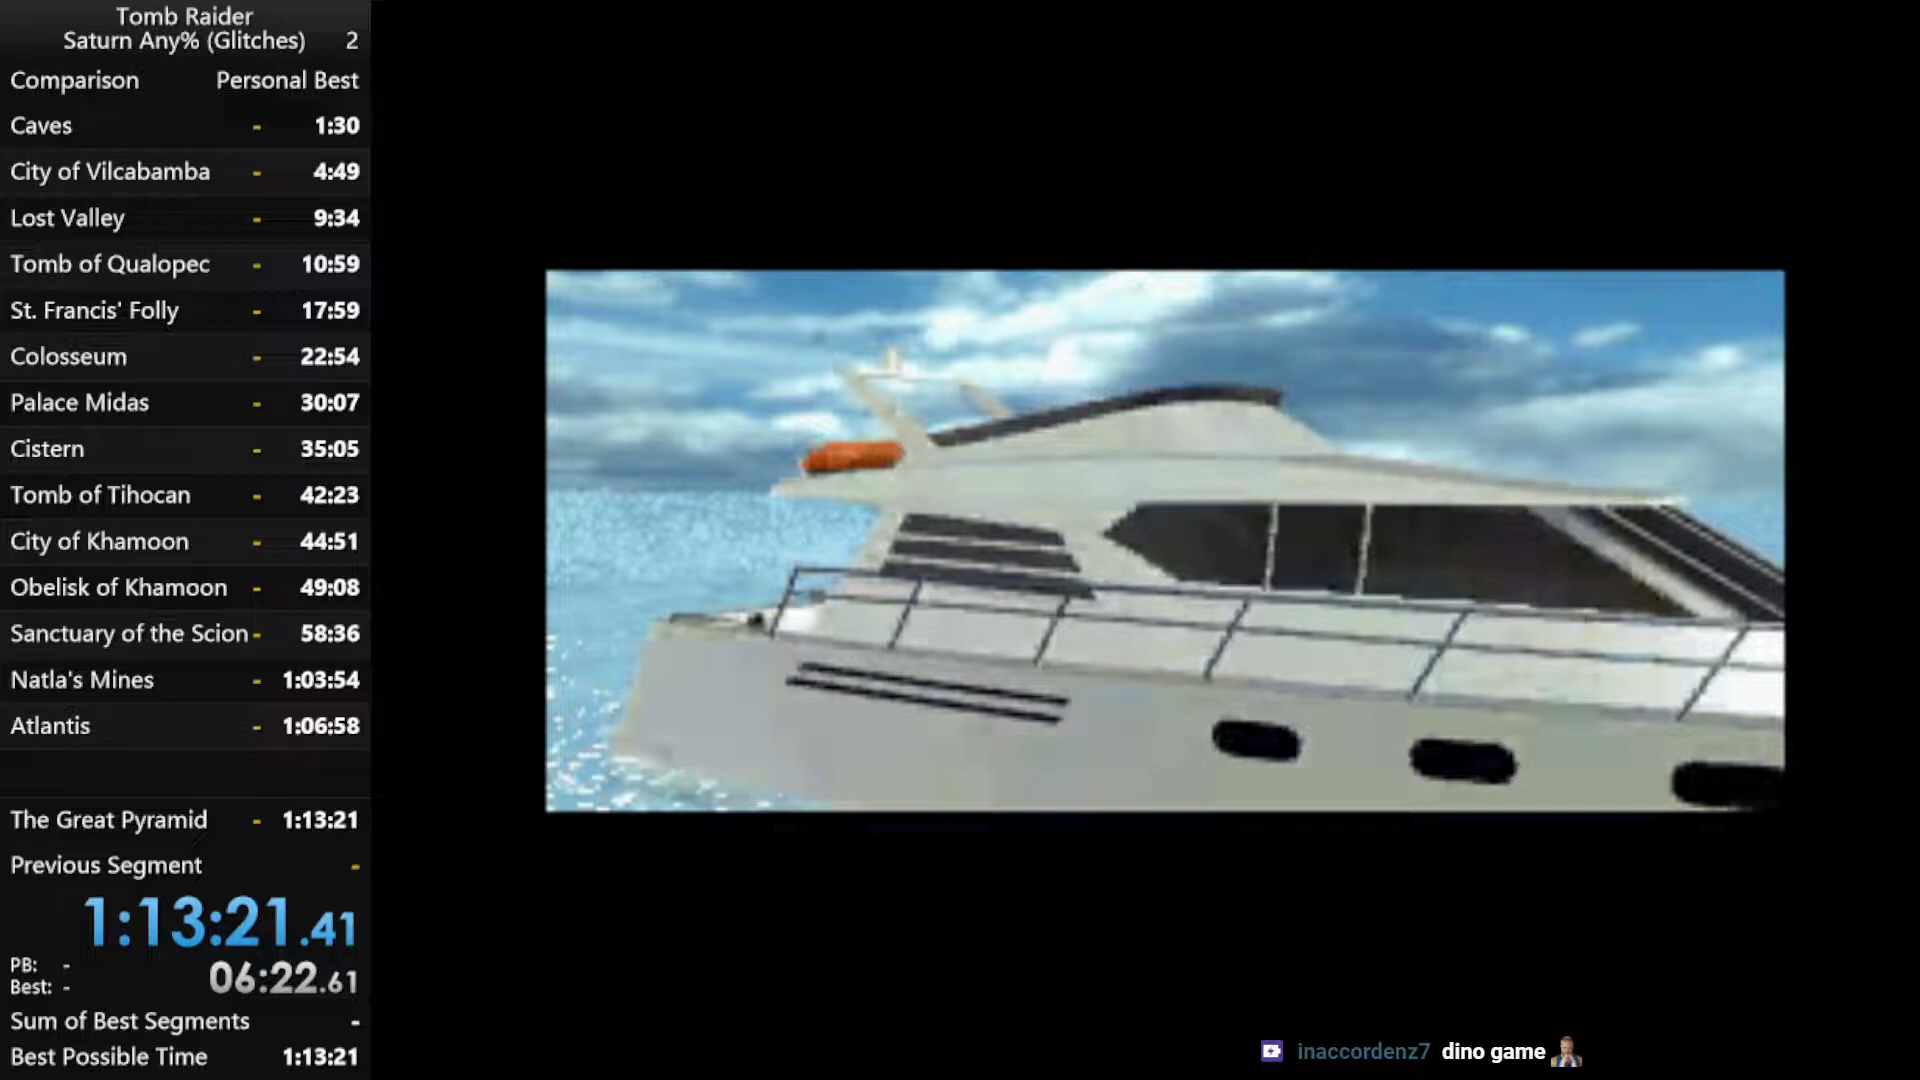 Tomb Raider
Saturn Any% (Glitches) 2
Comparison Personal Best
Caves - 1:30
City of Vilcabamba - 4:49
Lost Valley - 9:34
Tomb of Qualopec - 10:59
St. Francis' Folly - 17:59
Colosseum - 22:54
Palace Midas - 30:07
Cistern - 35:05
Tomb of Tihocan - 42:23
City of Khamoon - 44:51
Obelisk of Khamoon - 49:08
Sanctuary of the Scion - 58:36
Natla's Mines - 1:03:54
Atlantis - 1:06:58
The Great Pyramid - 1:13:21
Previous Segment -
1:13:21.41
PB: -
Best: -
06:22.61
Sum of Best Segments -
Best Possible Time 1:13:21
inaccordenz7 dino game